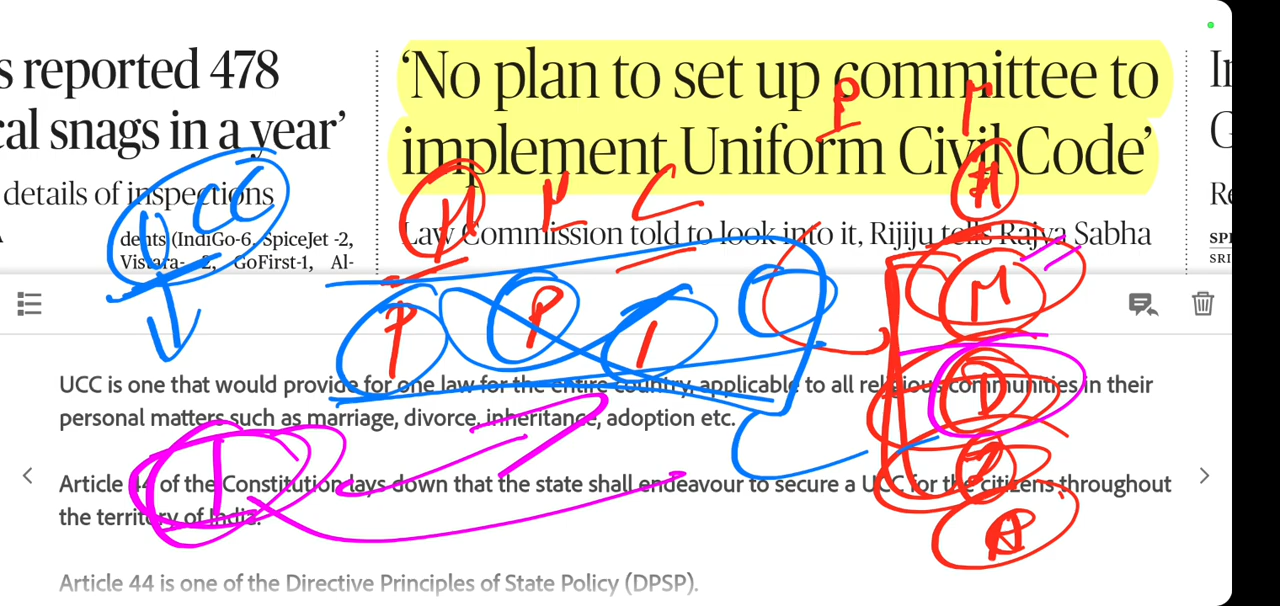 s reported 478
cal snags in a year’
details of inspections
dents (IndiGo-6, SpiceJet -2,
Vistara- 2, GoFirst-1, Al-
‘No plan to set up committee to
implement Uniform Civil Code’
Law Commission told to look into it, Rijiju tells Rajya Sabha
In
G
Re
SPE
SRI
UCC
P
M
H
H
M
C
P
P
I
M
D
I
A
UCC is one that would provide for one law for the entire country, applicable to all religious communities in their
personal matters such as marriage, divorce, inheritance, adoption etc.
Article 44 of the Constitution lays down that the state shall endeavour to secure a UCC for the citizens throughout
the territory of India.
Article 44 is one of the Directive Principles of State Policy (DPSP).